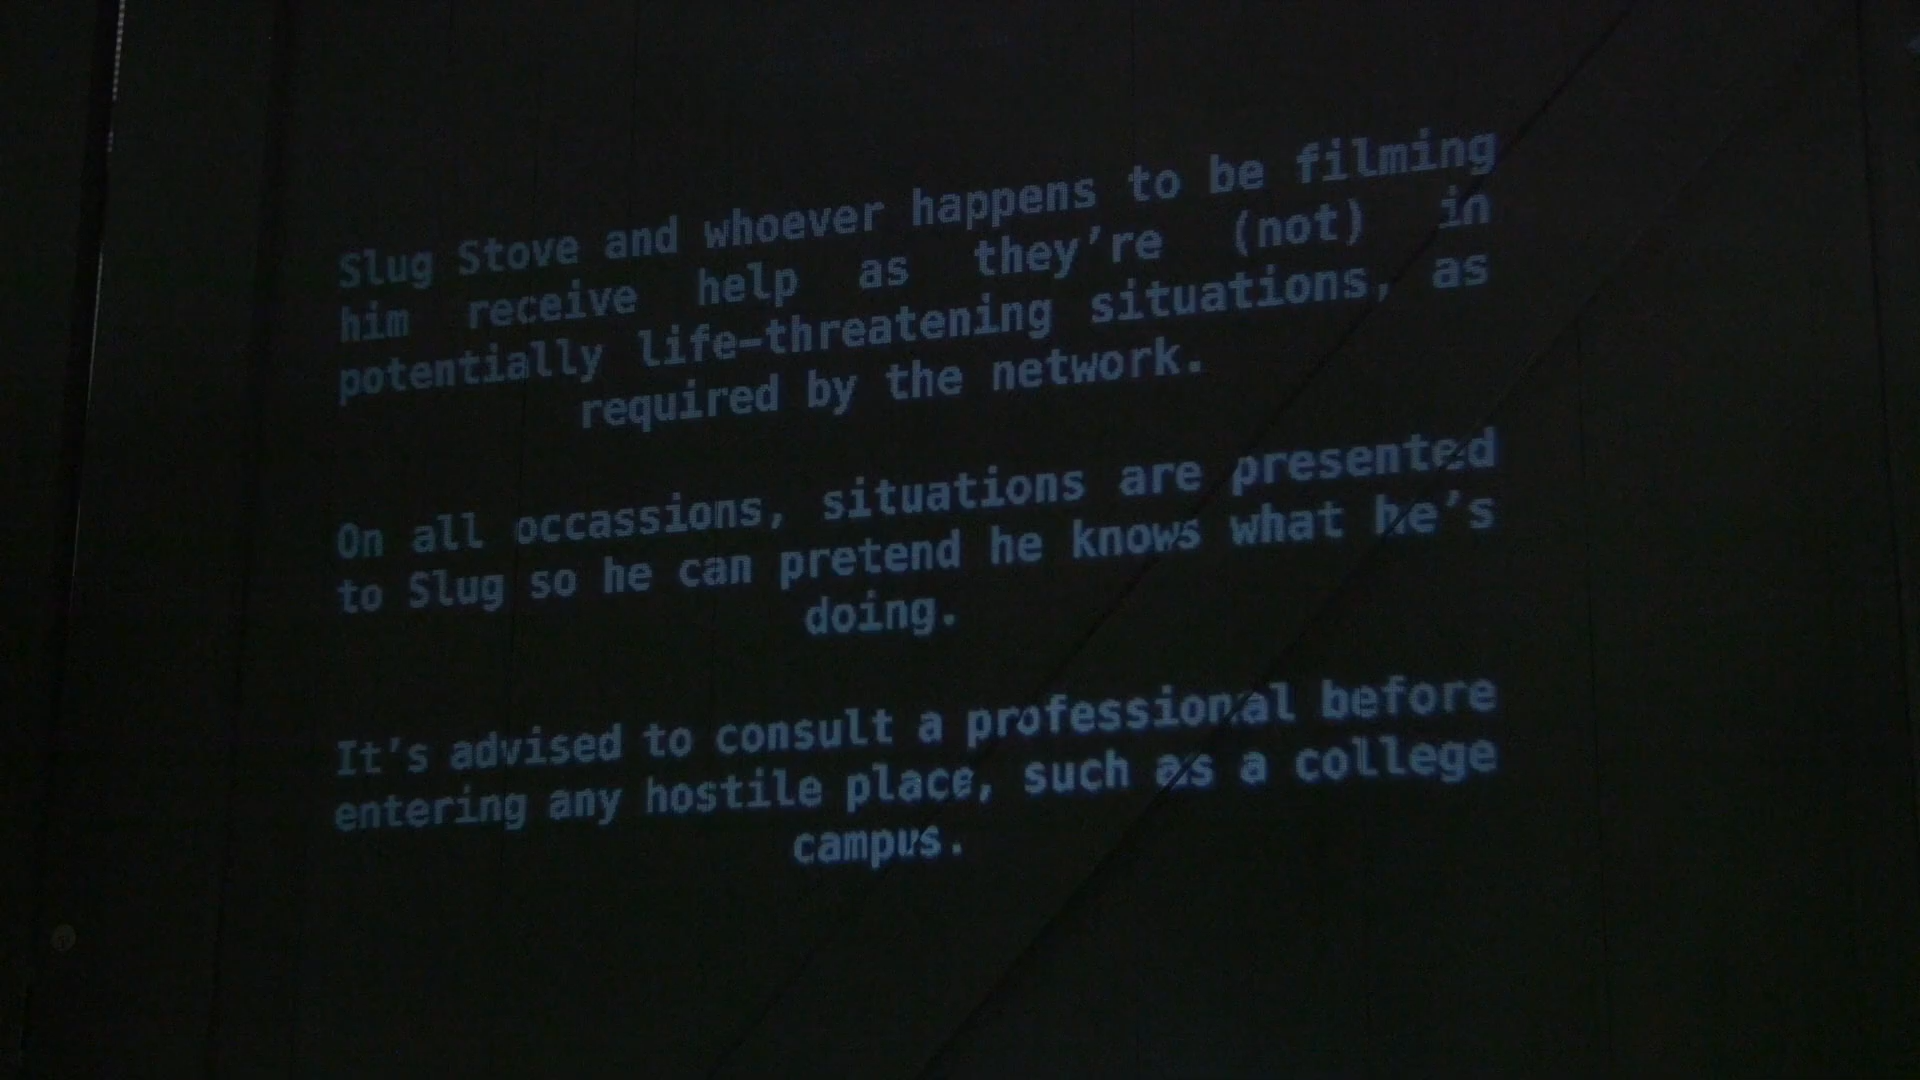 Slug Stove and whoever happens to be filming
him receive help as they're (not) in
potentially life-threatening situations, as
required by the network.
On all occassions, situations are presented
to Slug so he can pretend he knows what he's
doing.
It's advised to consult a professional before
entering any hostile place, such as a college
campus.